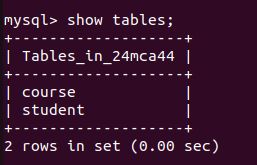 mysql> show tables;
+-------------------+
| Tables_in_24mca44 |
+-------------------+
| course            |
| student           |
+-------------------+
2 rows in set (0.00 sec)